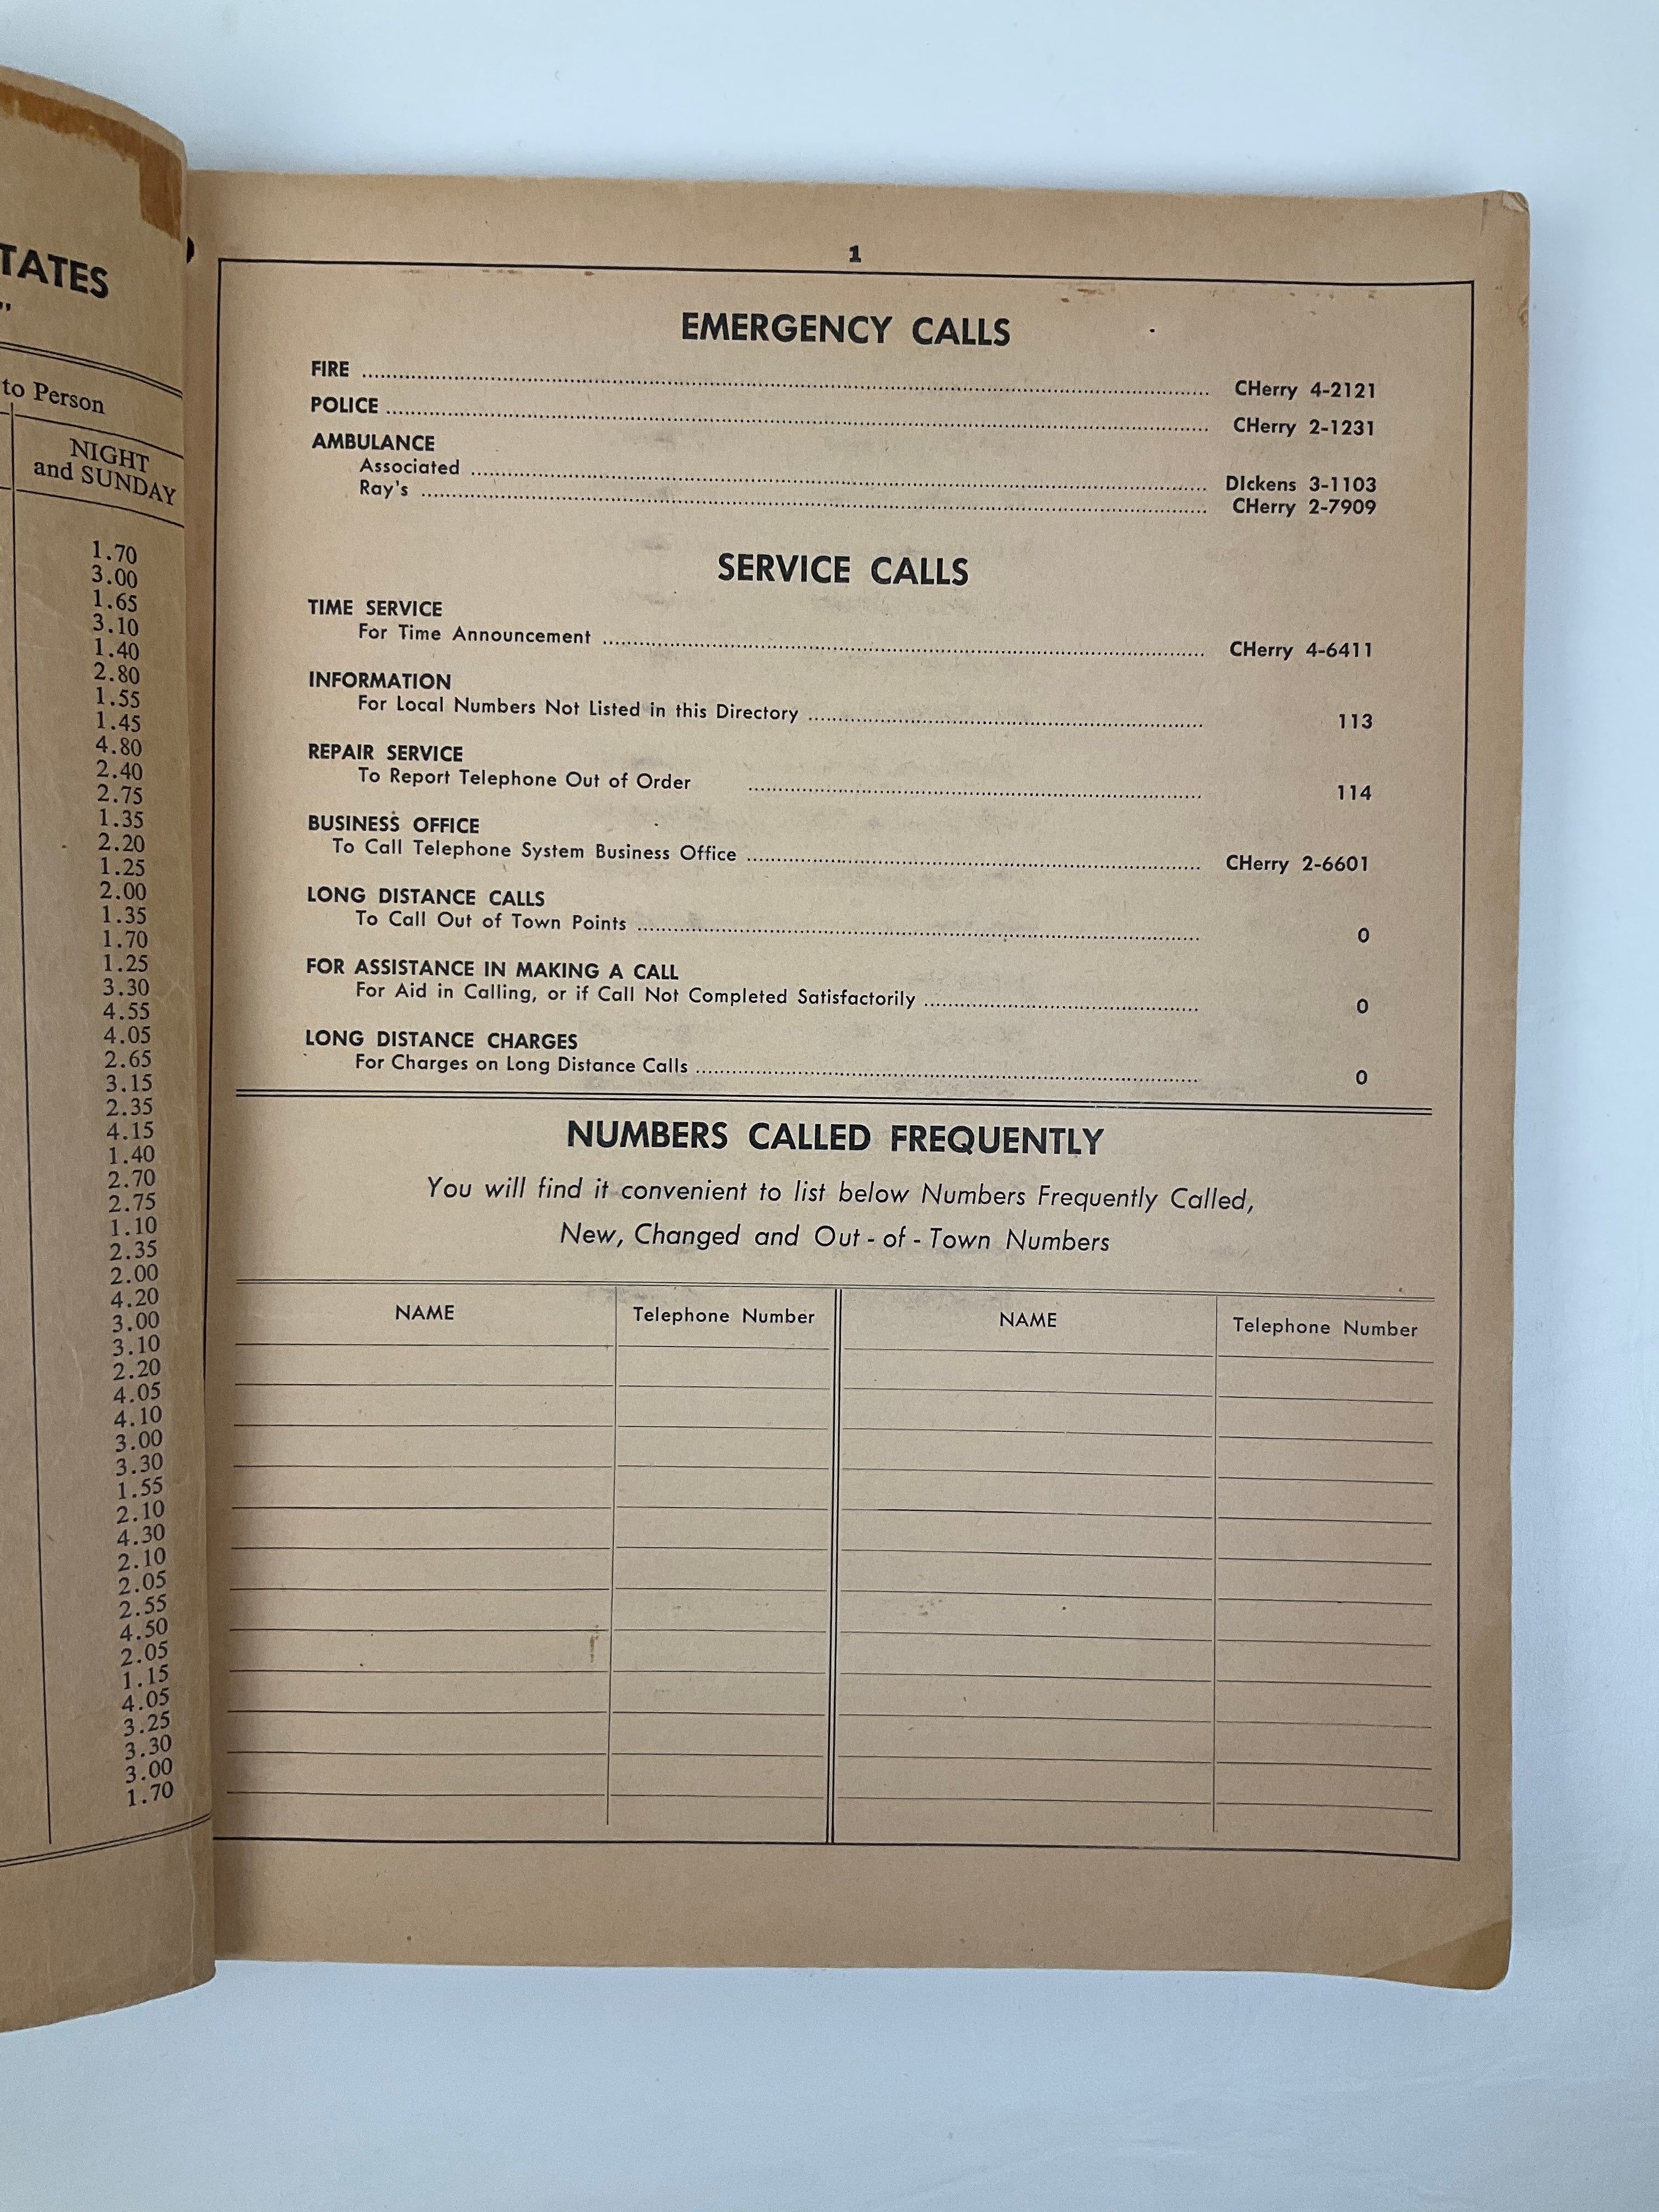 TATES
"
to Person
NIGHT
and SUNDAY
1.70
3.00
1.65
3.10
1.40
2.80
1.55
1.45
4.80
2.40
2.75
1.35
2.20
1.25
2.00
1.35
1.70
1.25
3.30
4.55
4.05
2.65
3.15
2.35
4.15
1.40
2.70
2.75
1.10
2.35
2.00
4.20
3.00
3.10
2.20
4.05
4.10
3.00
3.30
1.55
2.10
4.30
2.10
2.05
2.55
4.50
2.05
1.15
4.05
3.25
3.30
3.00
1.70
1
EMERGENCY CALLS
FIRE ........ CHerry 4-2121
POLICE ........ CHerry 2-1231
AMBULANCE
Associated ........ DIckens 3-1103
Ray's ........ CHerry 2-7909
SERVICE CALLS
TIME SERVICE
For Time Announcement ........ CHerry 4-6411
INFORMATION
For Local Numbers Not Listed in this Directory ........ 113
REPAIR SERVICE
To Report Telephone Out of Order ........ 114
BUSINESS OFFICE
To Call Telephone System Business Office ........ CHerry 2-6601
LONG DISTANCE CALLS
To Call Out of Town Points ........ 0
FOR ASSISTANCE IN MAKING A CALL
For Aid in Calling, or if Call Not Completed Satisfactorily ........ 0
LONG DISTANCE CHARGES
For Charges on Long Distance Calls ........ 0
NUMBERS CALLED FREQUENTLY
You will find it convenient to list below Numbers Frequently Called,
New, Changed and Out - of - Town Numbers
NAME Telephone Number NAME Telephone Number